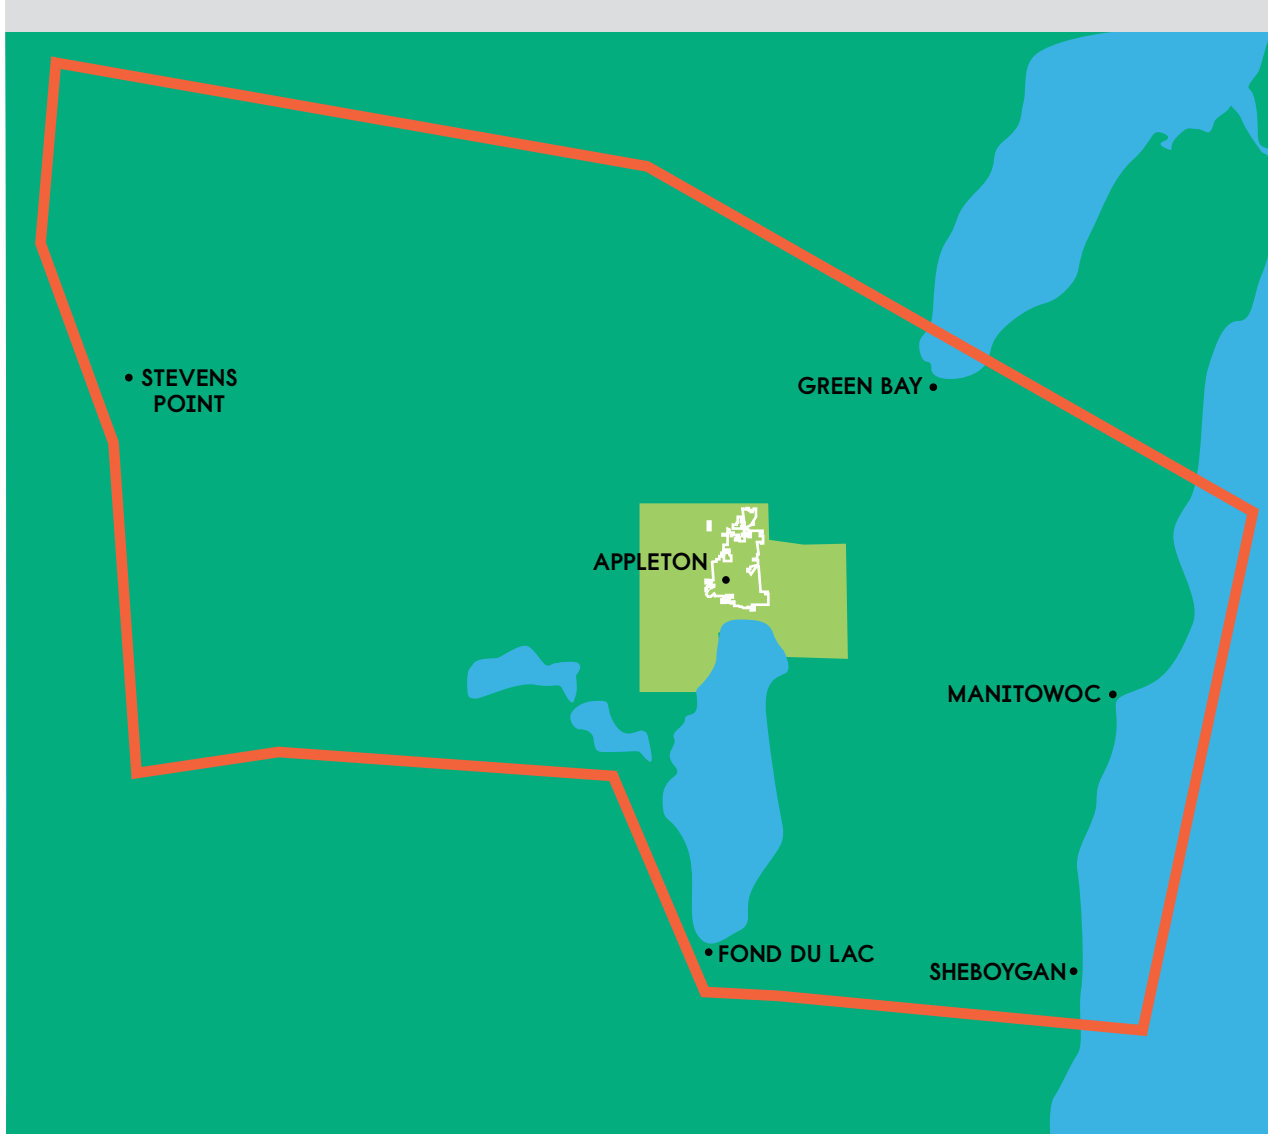 STEVENS
POINT
GREEN BAY
APPLETON
MANITOWOC
FOND DU LAC
SHEBOYGAN